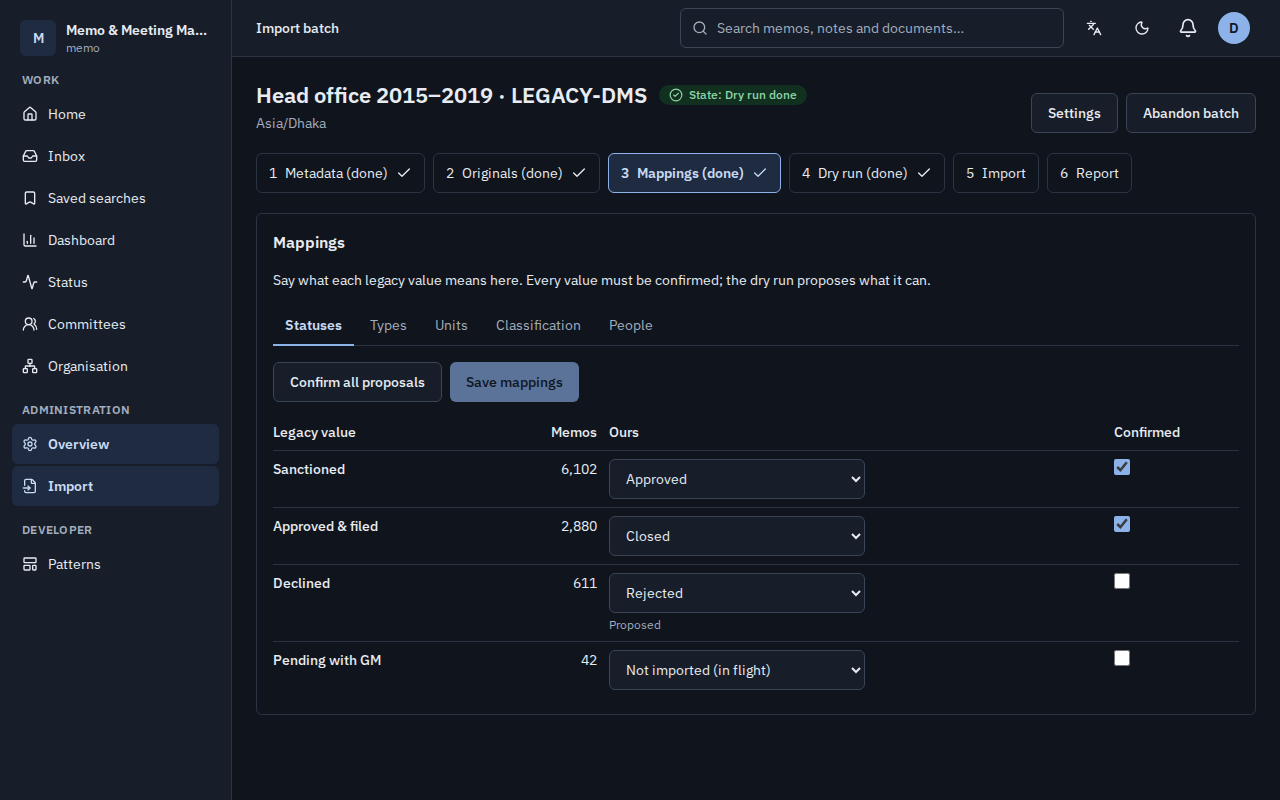 M
Memo & Meeting Ma...
memo
WORK
Home
Inbox
Saved searches
Dashboard
Status
Committees
Organisation
ADMINISTRATION
Overview
Import
DEVELOPER
Patterns
Import batch
Search memos, notes and documents...
D
Head office 2015–2019 · LEGACY-DMS
State: Dry run done
Asia/Dhaka
Settings
Abandon batch
1 Metadata (done)
2 Originals (done)
3 Mappings (done)
4 Dry run (done)
5 Import
6 Report
Mappings
Say what each legacy value means here. Every value must be confirmed; the dry run proposes what it can.
Statuses Types Units Classification People
Confirm all proposals
Save mappings
Legacy value Memos Ours Confirmed
Sanctioned 6,102 Approved
Approved & filed 2,880 Closed
Declined 611 Rejected
Proposed
Pending with GM 42 Not imported (in flight)